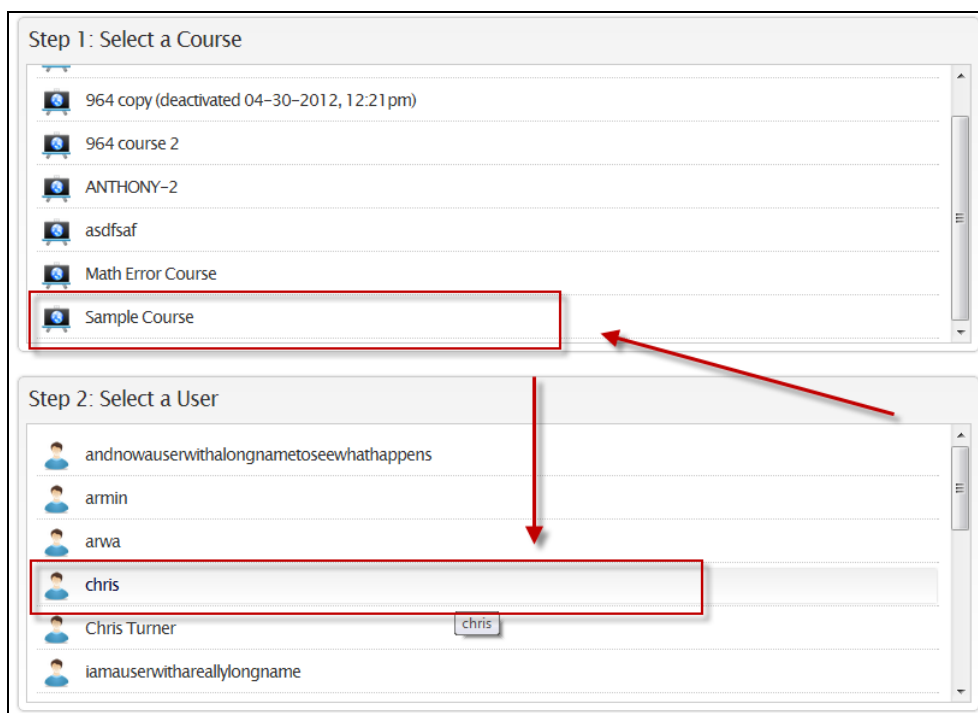 Step 1: Select a Course
964 copy (deactivated 04-30-2012, 12:21pm)
964 course 2
ANTHONY-2
asdfsaf
Math Error Course
Sample Course
Step 2: Select a User
andnowauserwithalongnametoseewhathappens
armin
arwa
chris
Chris Turner
chris
iamauserwithareallylongname